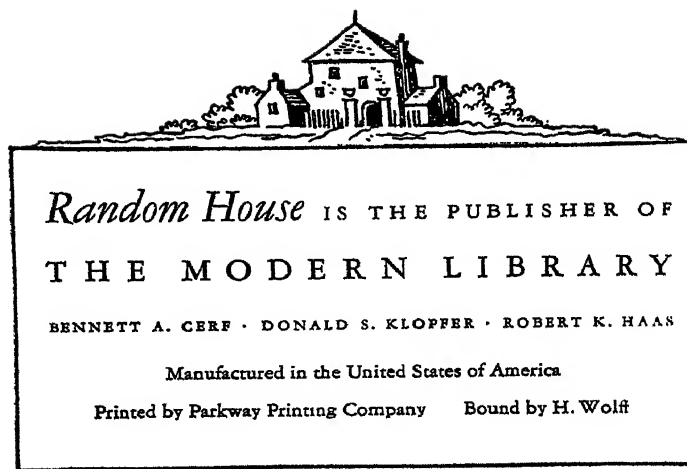 Random House IS THE PUBLISHER OF
THE MODERN LIBRARY
BENNETT A. CERF · DONALD S. KLOPFER · ROBERT K. HAAS
Manufactured in the United States of America
Printed by Parkway Printing Company Bound by H. Wolff